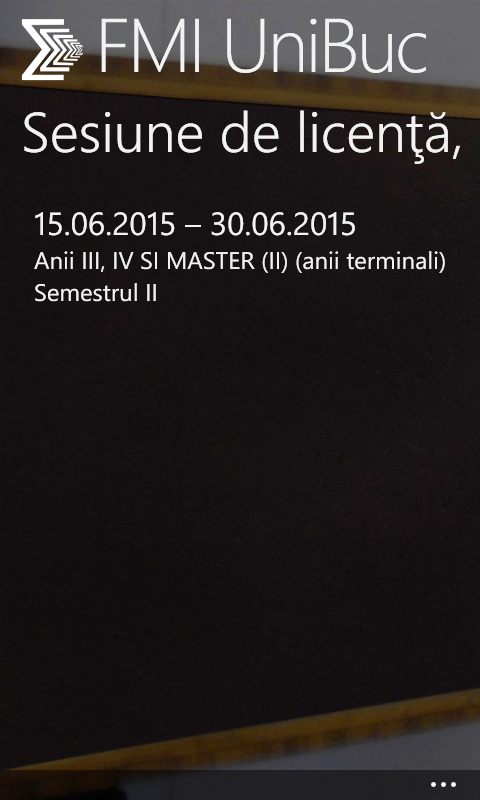 FMI UniBuc
Sesiune de licenţă,
15.06.2015 – 30.06.2015
Anii III, IV SI MASTER (II) (anii terminali)
Semestrul II